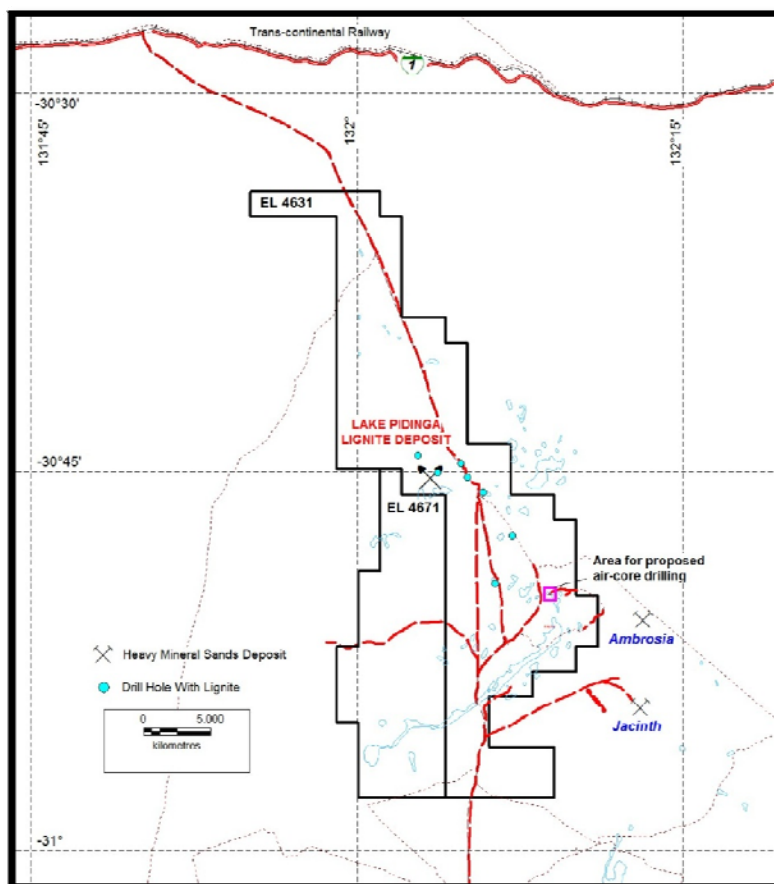 Trans-continental Railway
1
-30°30'
131°45'
132°
132°15'
EL 4631
LAKE PIDINGA
LIGNITE DEPOSIT
-30°45'
EL 4671
Area for proposed
air-core drilling
Ambrosia
Heavy Mineral Sands Deposit
Drill Hole With Lignite
0 5,000
kilometres
Jacinth
-31°